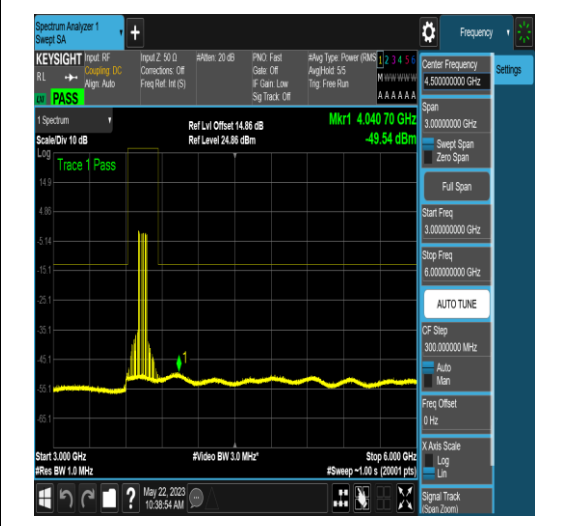 Spectrum Analyzer 1
Swept SA
Frequency
KEYSIGHT
Input: RF
Coupling: DC
Align: Auto
Input Z: 50 Ω
Corrections: Off
Freq Ref: Int (S)
#Atten: 20 dB
PNO: Fast
Gate: Off
IF Gain: Low
Sig Track: Off
#Avg Type: Power (RMS
Avg|Hold: 5/5
Trig: Free Run
1 2 3 4 5 6
M W W W W W
A A A A A A
RL
PASS
Center Frequency
4.500000000 GHz
Settings
Span
3.00000000 GHz
Swept Span
Zero Span
Full Span
Start Freq
3.000000000 GHz
Stop Freq
6.000000000 GHz
AUTO TUNE
CF Step
300.000000 MHz
Auto
Man
Freq Offset
0 Hz
X Axis Scale
Log
Lin
Signal Track
(Span Zoom)
1 Spectrum
Scale/Div 10 dB
Ref Lvl Offset 14.86 dB
Ref Level 24.86 dBm
Mkr1 4.040 70 GHz
-49.54 dBm
Log
Trace 1 Pass
14.9
4.86
-5.14
-15.1
-25.1
-35.1
-45.1
-55.1
-65.1
1
Start 3.000 GHz
#Video BW 3.0 MHz*
Stop 6.000 GHz
#Res BW 1.0 MHz
#Sweep ~1.00 s (20001 pts)
?
May 22, 2023
10:38:54 AM